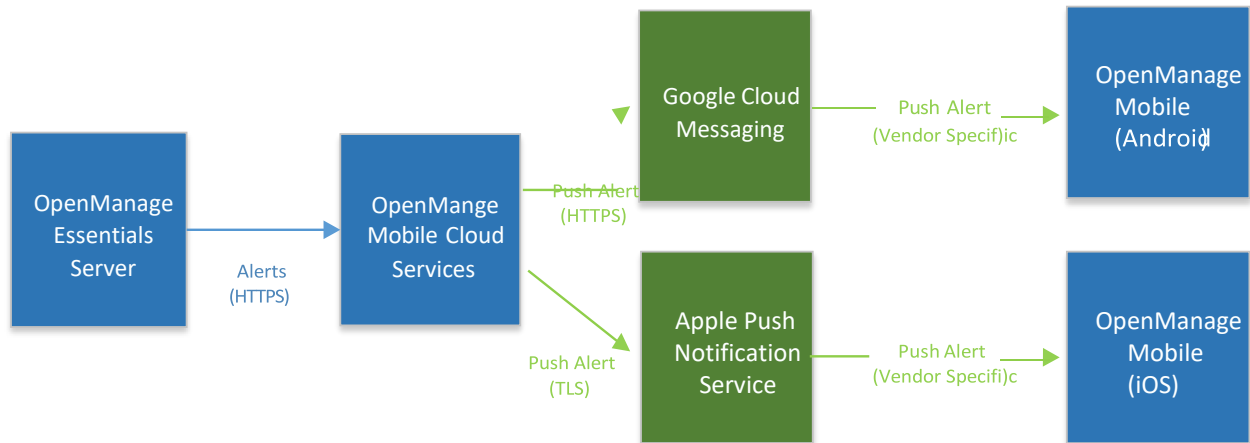 OpenManage
Essentials
Server
Alerts
(HTTPS)
OpenMange
Mobile Cloud
Services
Push Alert
(HTTPS)
Push Alert
(TLS)
Google Cloud
Messaging
Apple Push
Notification
Service
Push Alert
(Vendor Specif)ic
Push Alert
(Vendor Specifi)c
OpenManage
Mobile
(Android)
OpenManage
Mobile
(iOS)